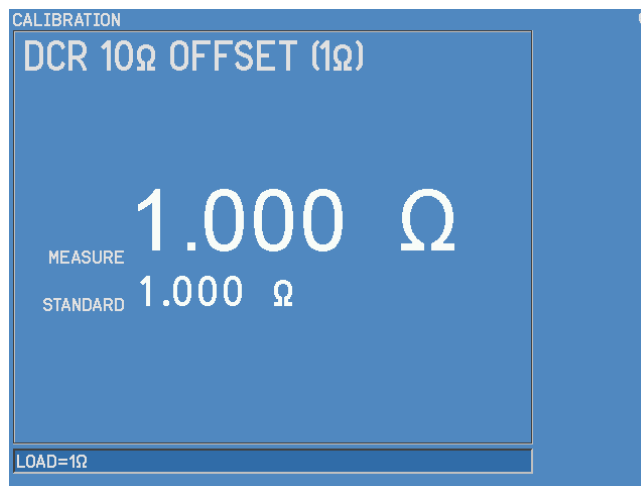 CALIBRATION
DCR 10Ω OFFSET (1Ω)
MEASURE 1.000 Ω
STANDARD 1.000 Ω
LOAD=1Ω